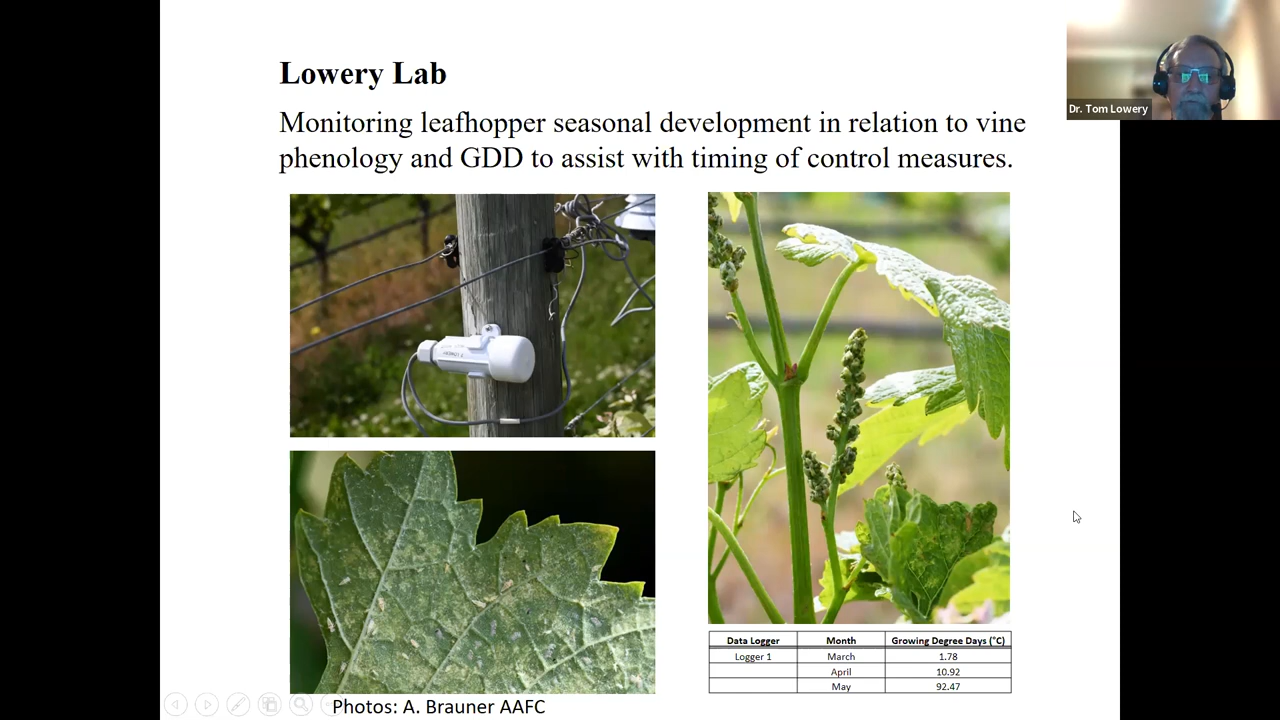 Lowery Lab
Dr. Tom Lowery
Monitoring leafhopper seasonal development in relation to vine
phenology and GDD to assist with timing of control measures.
Data Logger Month Growing Degree Days (°C)
Logger 1 March 1.78
April 10.92
May 92.47
Photos: A. Brauner AAFC